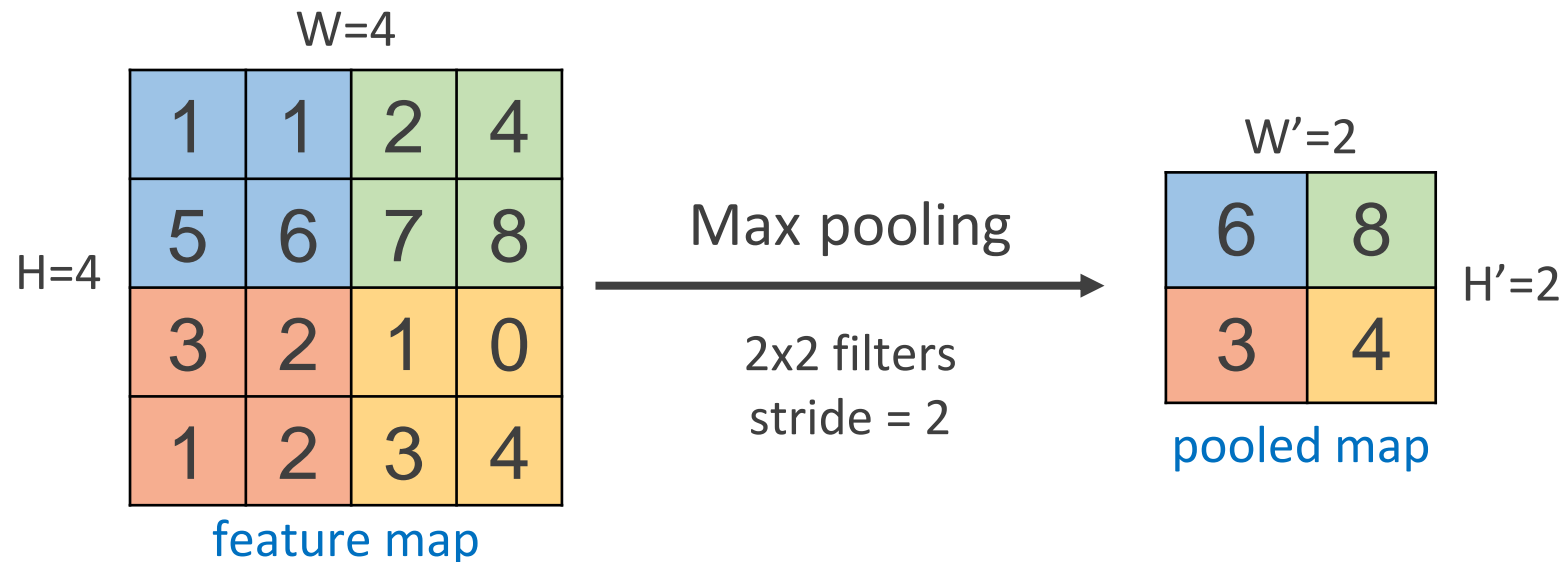 W=4
1 1 2 4
5 6 7 8
H=4
3 2 1 0
1 2 3 4
feature map
Max pooling
2x2 filters
stride = 2
W’=2
6 8
H’=2
3 4
pooled map